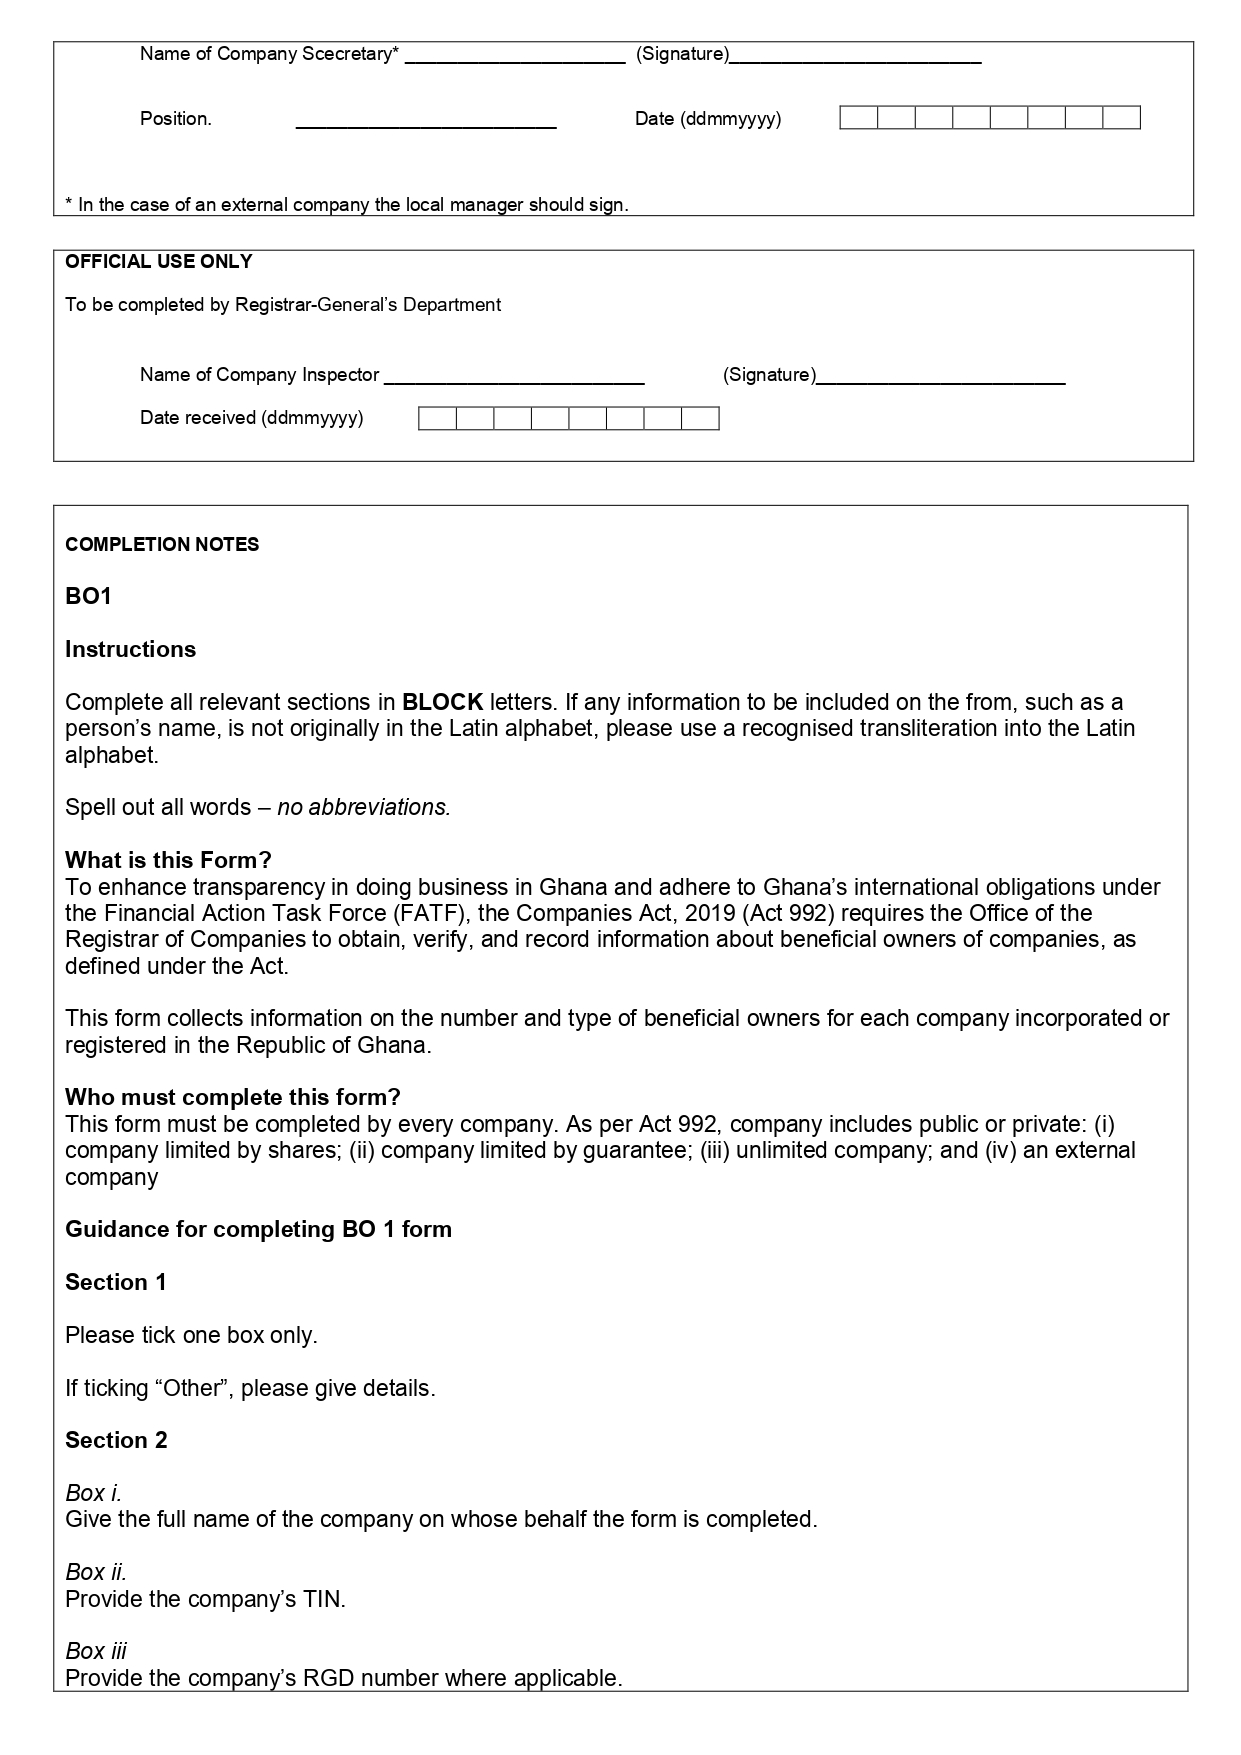 Name of Company Scecretary* _____________________ (Signature)________________________
Position. _________________________ Date (ddmmyyyy)
* In the case of an external company the local manager should sign.
OFFICIAL USE ONLY
To be completed by Registrar-General’s Department
Name of Company Inspector _________________________ (Signature)________________________
Date received (ddmmyyyy)
COMPLETION NOTES
BO1
Instructions
Complete all relevant sections in BLOCK letters. If any information to be included on the from, such as a
person’s name, is not originally in the Latin alphabet, please use a recognised transliteration into the Latin
alphabet.
Spell out all words – no abbreviations.
What is this Form?
To enhance transparency in doing business in Ghana and adhere to Ghana’s international obligations under
the Financial Action Task Force (FATF), the Companies Act, 2019 (Act 992) requires the Office of the
Registrar of Companies to obtain, verify, and record information about beneficial owners of companies, as
defined under the Act.
This form collects information on the number and type of beneficial owners for each company incorporated or
registered in the Republic of Ghana.
Who must complete this form?
This form must be completed by every company. As per Act 992, company includes public or private: (i)
company limited by shares; (ii) company limited by guarantee; (iii) unlimited company; and (iv) an external
company
Guidance for completing BO 1 form
Section 1
Please tick one box only.
If ticking “Other”, please give details.
Section 2
Box i.
Give the full name of the company on whose behalf the form is completed.
Box ii.
Provide the company’s TIN.
Box iii
Provide the company’s RGD number where applicable.